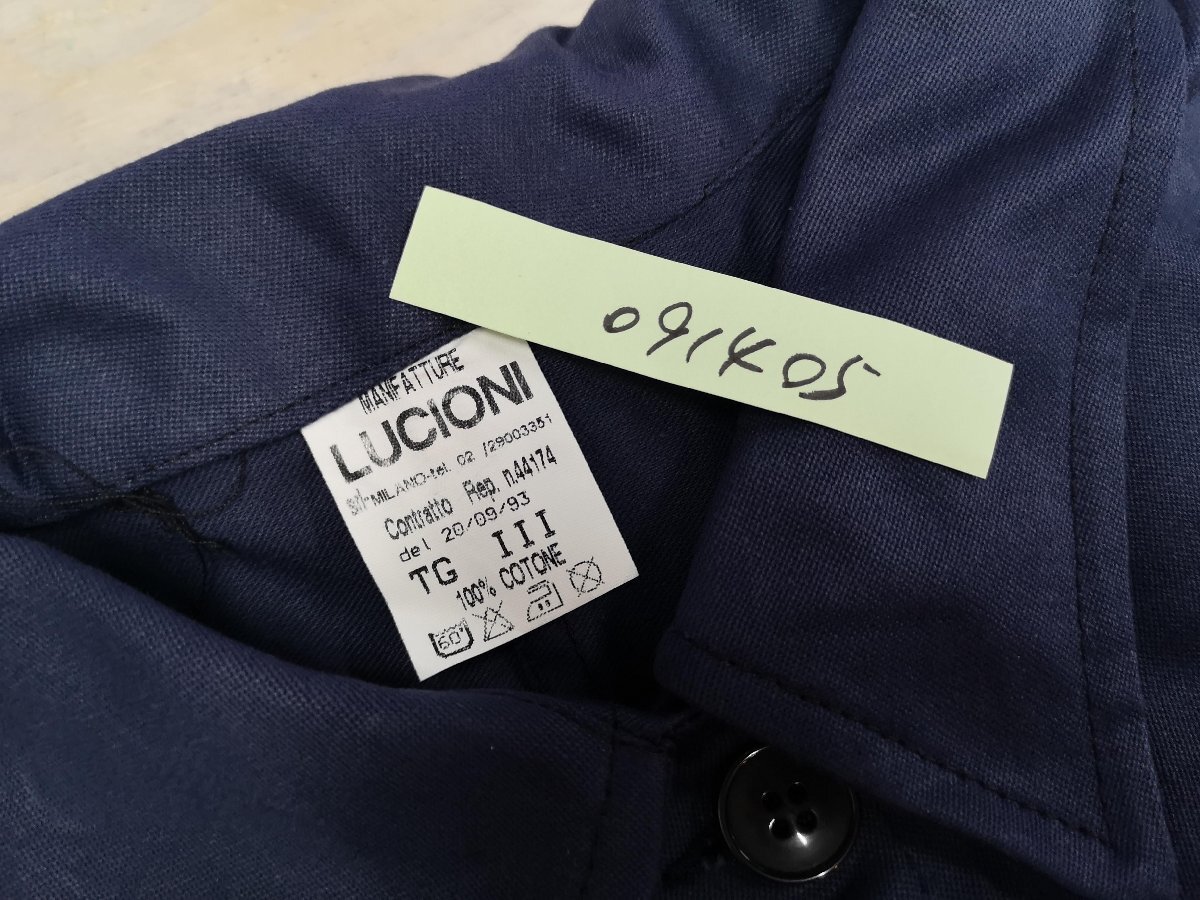 091405
MANIFATTURE
LUCIONI
srl-MILANO-tel. 02 /29003351
Contratto Rep. n.44174
del 20/09/93
TG III
100% COTONE
60°